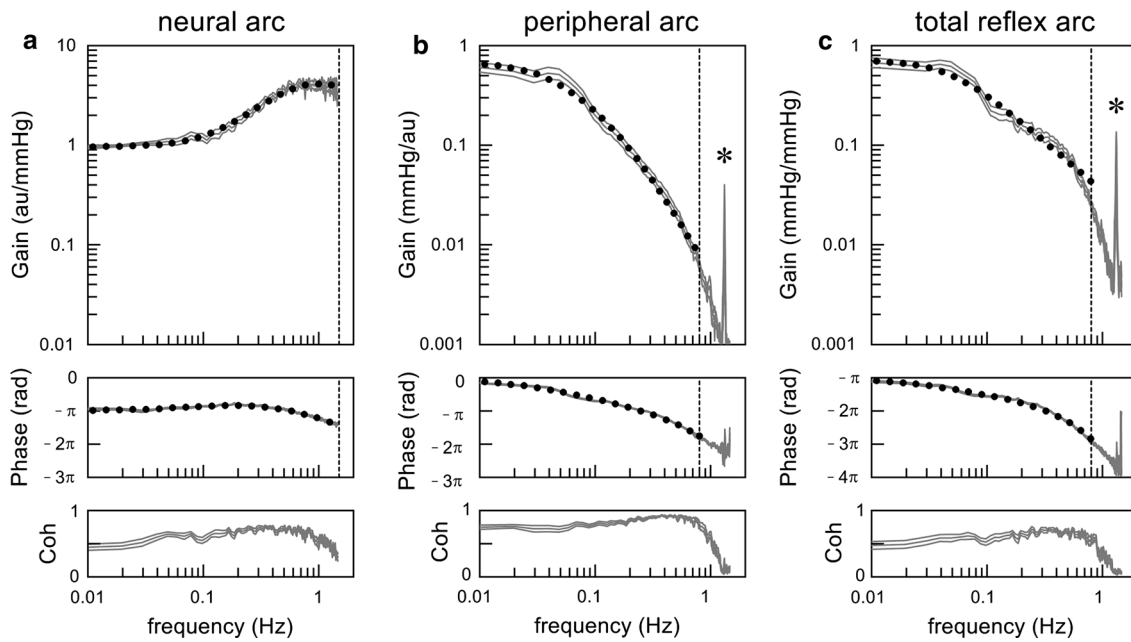 neural arc
peripheral arc
total reflex arc
a
b
c
10
1
0.1
0.01
Gain (au/mmHg)
1
0.1
0.01
0.001
Gain (mmHg/au)
*
1
0.1
0.01
0.001
Gain (mmHg/mmHg)
*
0
- π
- 2π
- 3π
Phase (rad)
0
- π
- 2π
- 3π
Phase (rad)
- π
- 2π
- 3π
- 4π
Phase (rad)
1
0
Coh
1
0
Coh
1
0
Coh
0.01 0.1 1
0.01 0.1 1
0.01 0.1 1
frequency (Hz)
frequency (Hz)
frequency (Hz)